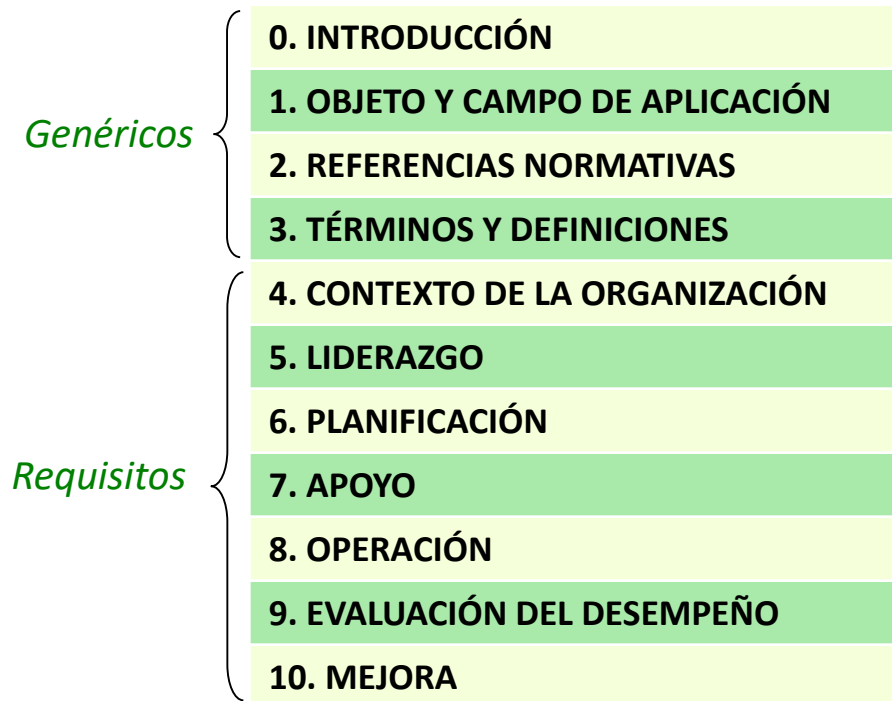 Genéricos
0. INTRODUCCIÓN
1. OBJETO Y CAMPO DE APLICACIÓN
2. REFERENCIAS NORMATIVAS
3. TÉRMINOS Y DEFINICIONES
Requisitos
4. CONTEXTO DE LA ORGANIZACIÓN
5. LIDERAZGO
6. PLANIFICACIÓN
7. APOYO
8. OPERACIÓN
9. EVALUACIÓN DEL DESEMPEÑO
10. MEJORA